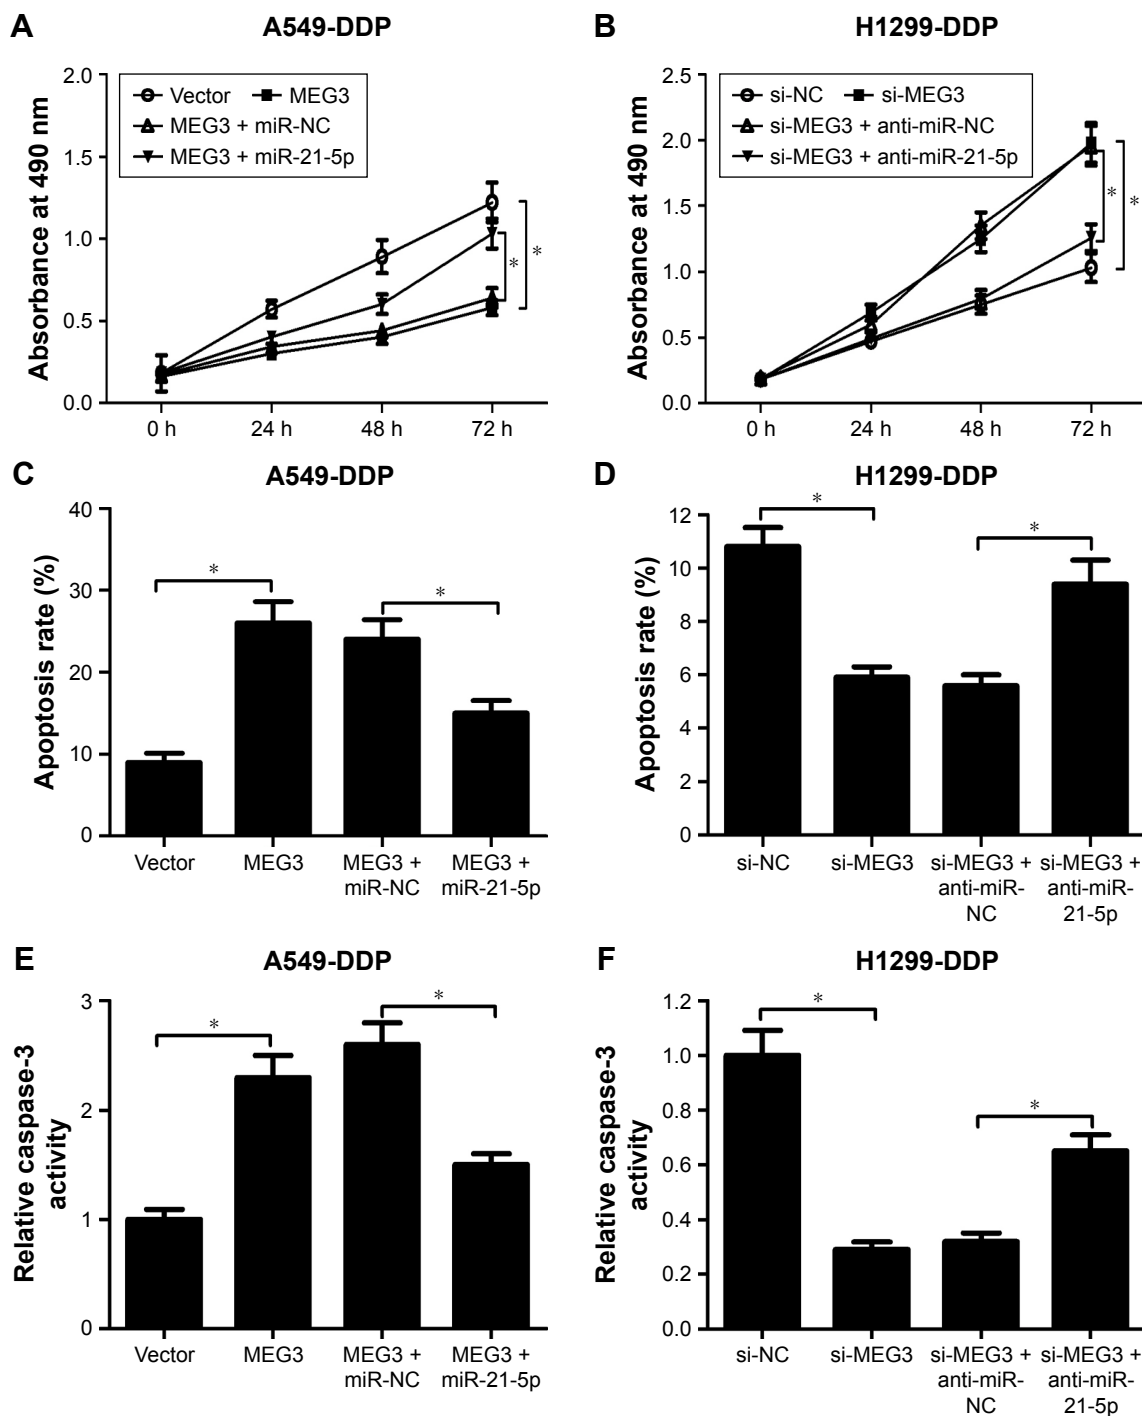 A
A549-DDP
Absorbance at 490 nm
2.0
1.5
1.0
0.5
0.0
Vector
MEG3
MEG3 + miR-NC
MEG3 + miR-21-5p
*
*
0 h
24 h
48 h
72 h
B
H1299-DDP
Absorbance at 490 nm
2.5
2.0
1.5
1.0
0.5
0.0
si-NC
si-MEG3
si-MEG3 + anti-miR-NC
si-MEG3 + anti-miR-21-5p
*
*
0 h
24 h
48 h
72 h
C
A549-DDP
Apoptosis rate (%)
40
30
20
10
0
*
*
Vector
MEG3
MEG3 +
miR-NC
MEG3 +
miR-21-5p
D
H1299-DDP
Apoptosis rate (%)
12
10
8
6
4
2
0
*
*
si-NC
si-MEG3
si-MEG3 +
anti-miR-
NC
si-MEG3 +
anti-miR-
21-5p
E
A549-DDP
Relative caspase-3
activity
3
2
1
0
*
*
Vector
MEG3
MEG3 +
miR-NC
MEG3 +
miR-21-5p
F
H1299-DDP
Relative caspase-3
activity
1.2
1.0
0.8
0.6
0.4
0.2
0.0
*
*
si-NC
si-MEG3
si-MEG3 +
anti-miR-
NC
si-MEG3 +
anti-miR-
21-5p